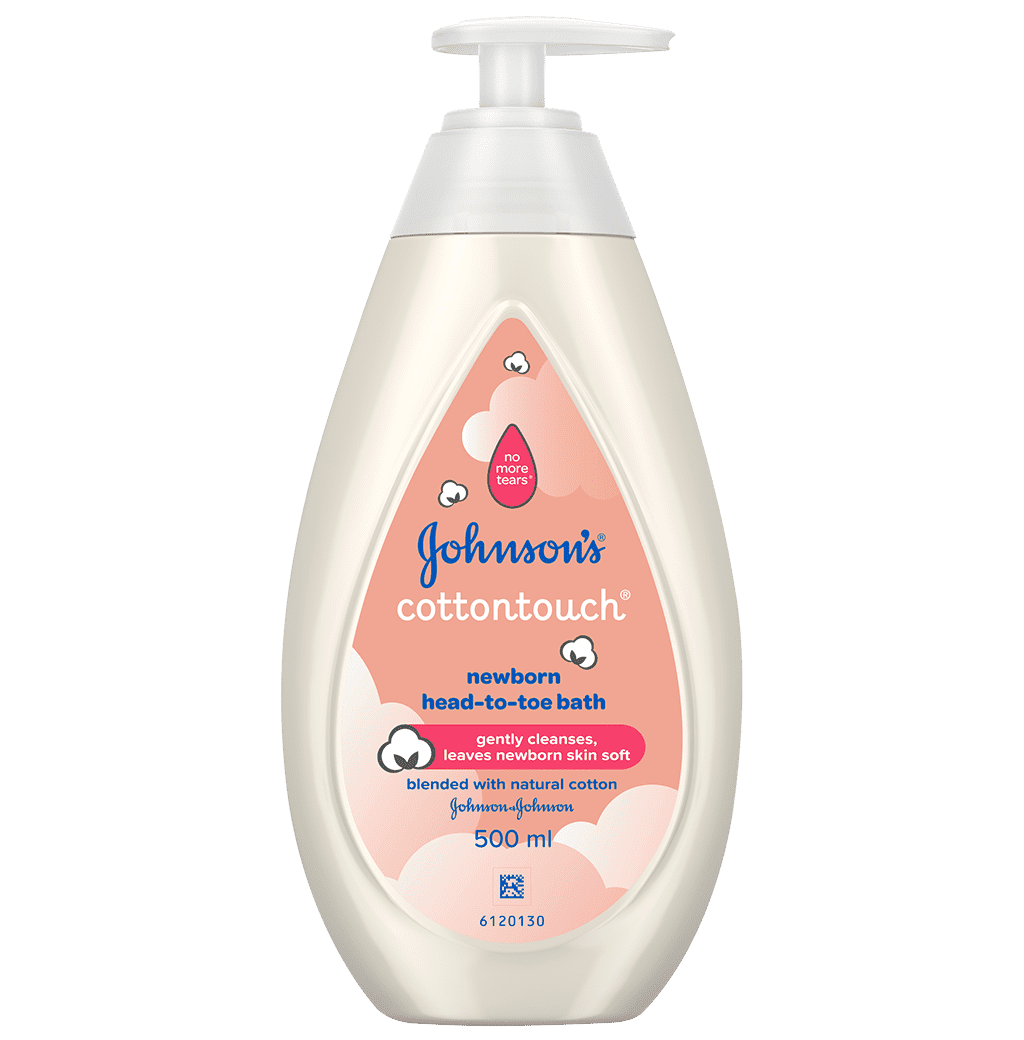 no
more
tears®
Johnson's®
cottontouch®
newborn
head-to-toe bath
gently cleanses,
leaves newborn skin soft
blended with natural cotton
Johnson+Johnson
500 ml
6120130